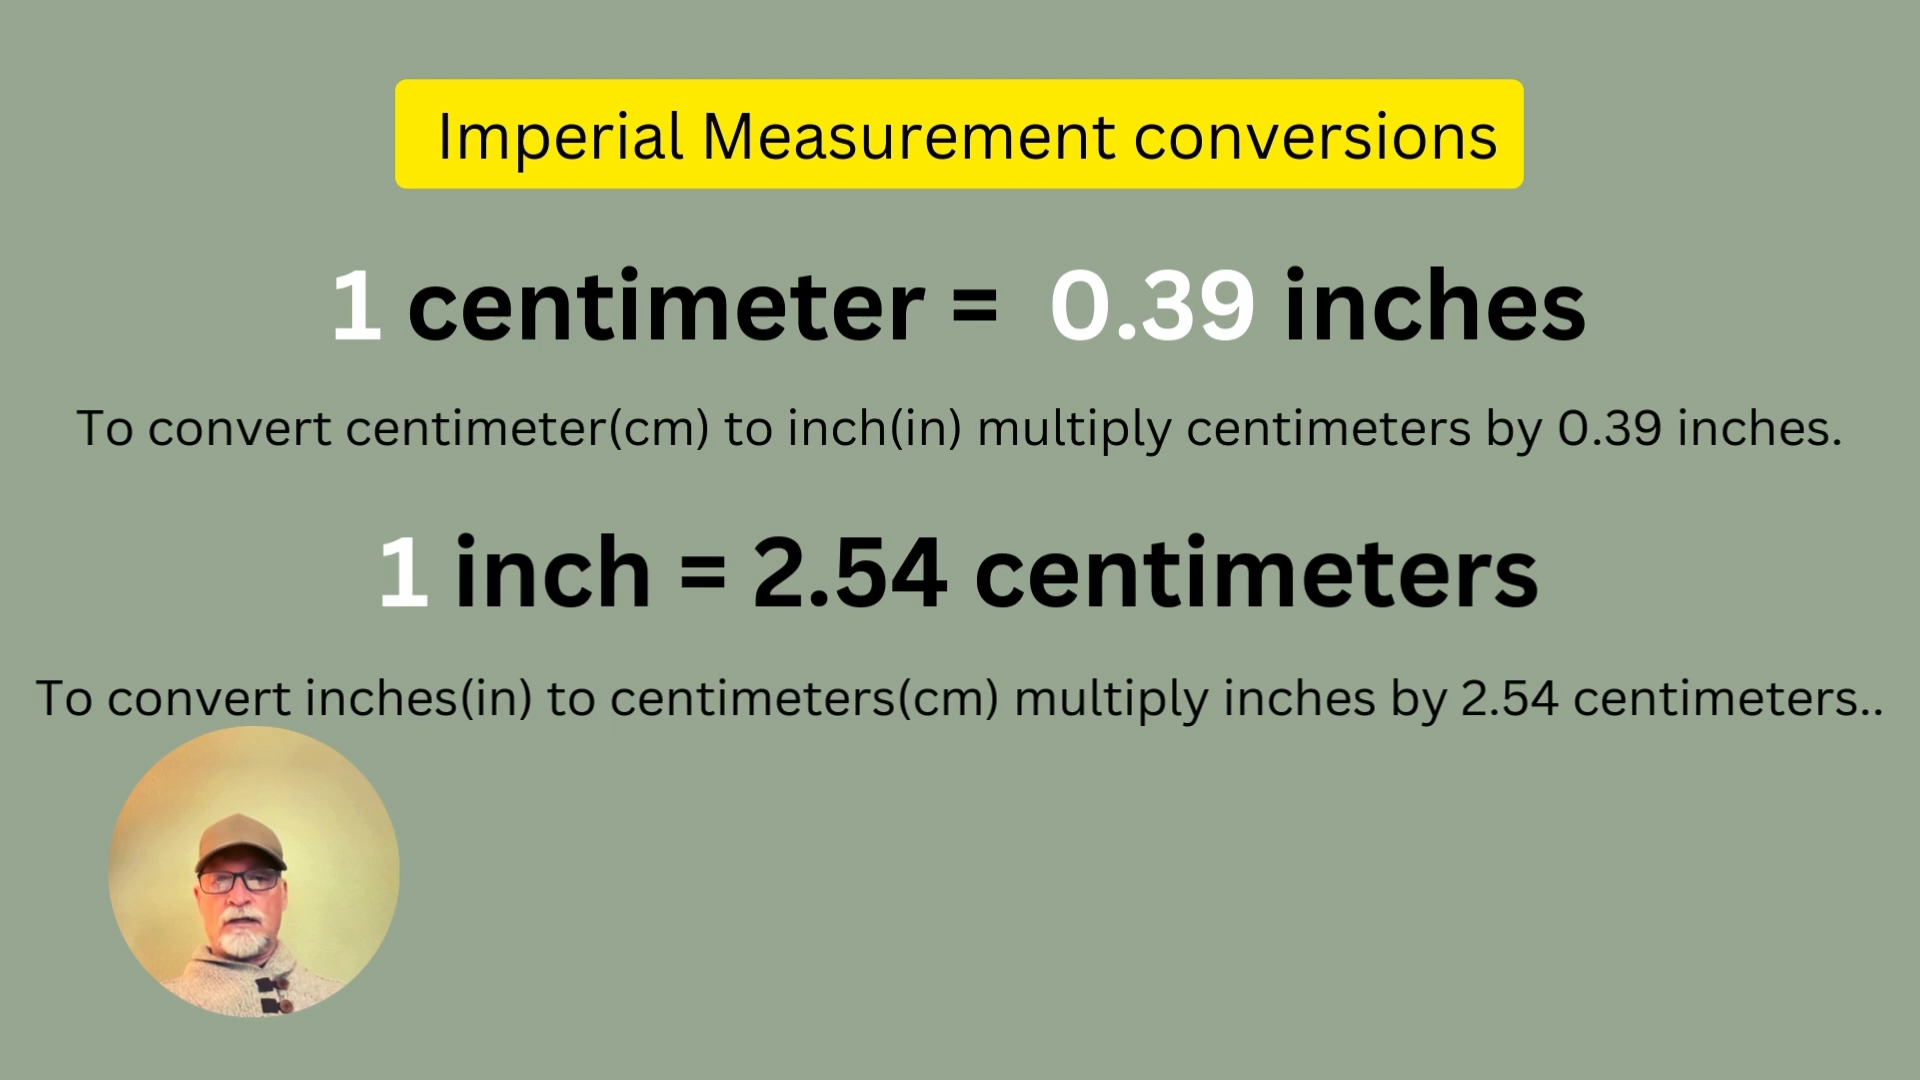 Imperial Measurement conversions
1 centimeter = 0.39 inches
To convert centimeter(cm) to inch(in) multiply centimeters by 0.39 inches.
1 inch = 2.54 centimeters
To convert inches(in) to centimeters(cm) multiply inches by 2.54 centimeters..